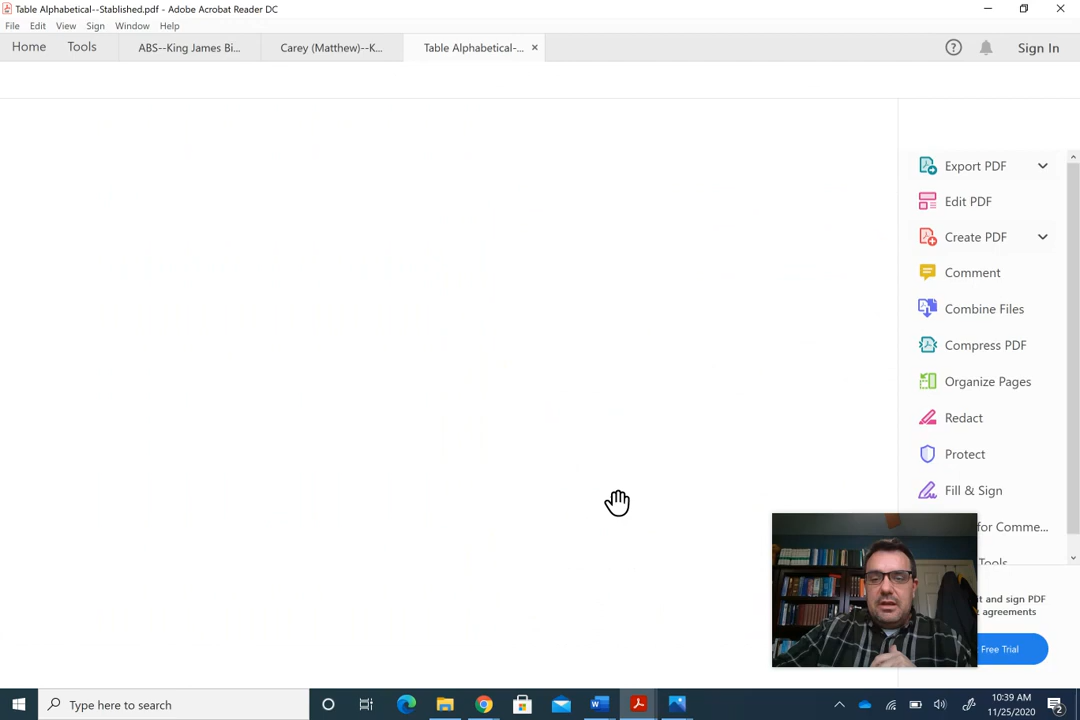 Table Alphabetical--Stablished.pdf - Adobe Acrobat Reader DC
File Edit View Sign Window Help
Home Tools ABS--King James Bi... Carey (Matthew)--K... Table Alphabetical-... × Sign In
Export PDF
Edit PDF
Create PDF
Comment
Combine Files
Compress PDF
Organize Pages
Redact
Protect
Fill & Sign
for Comme...
Tools
t and sign PDF
agreements
Free Trial
Type here to search
10:39 AM
11/25/2020
2